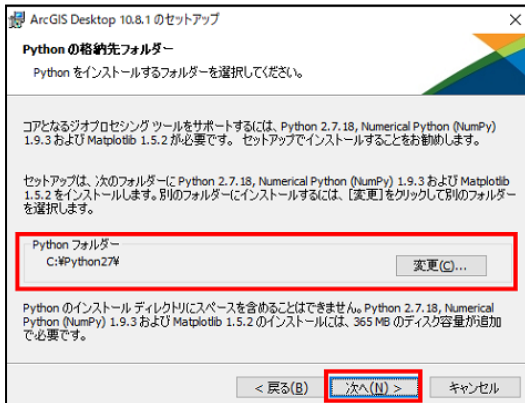 ArcGIS Desktop 10.8.1 のセットアップ
Python の格納先フォルダー
Python をインストールするフォルダーを選択してください。
コアとなるジオプロセシング ツールをサポートするには、Python 2.7.18, Numerical Python (NumPy)
1.9.3 および Matplotlib 1.5.2 が必要です。 セットアップでインストールすることをお勧めします。
セットアップは、次のフォルダーに Python 2.7.18, Numerical Python (NumPy) 1.9.3 および Matplotlib
1.5.2 をインストールします。別のフォルダーにインストールするには、[変更]をクリックして別のフォルダー
を選択します。
Python フォルダー
C:¥Python27¥
変更(C)...
Python のインストール ディレクトリにスペースを含めることはできません。Python 2.7.18, Numerical
Python (NumPy) 1.9.3 および Matplotlib 1.5.2 のインストールには、365 MB のディスク容量が追加
で必要です。
< 戻る(B) 次へ(N) > キャンセル